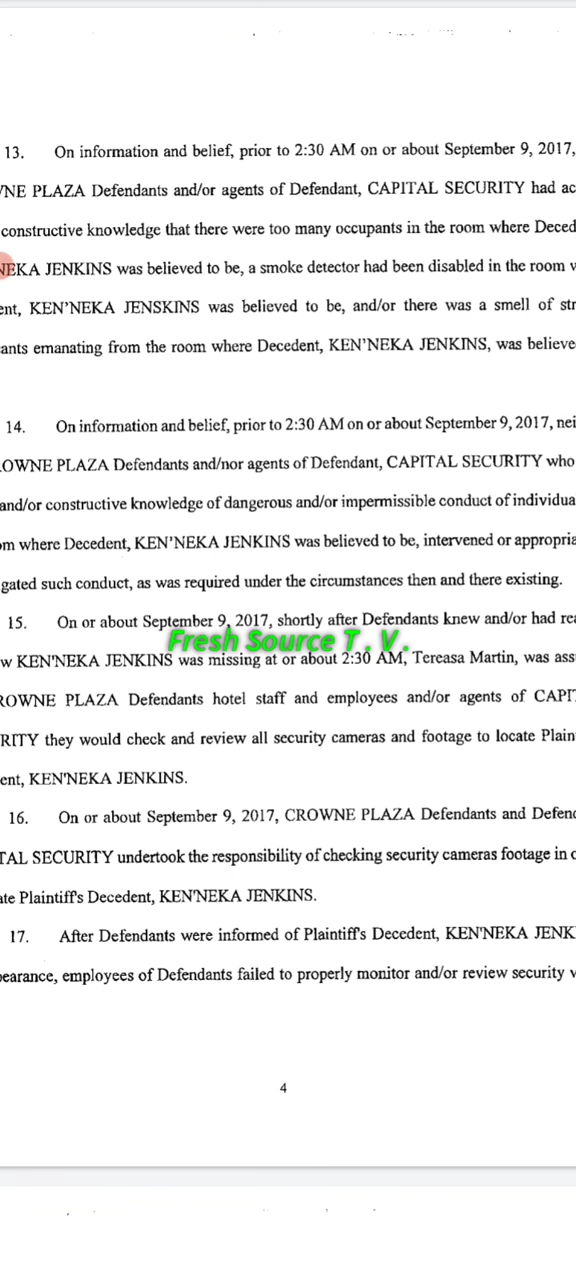 13. On information and belief, prior to 2:30 AM on or about September 9, 2017,
NE PLAZA Defendants and/or agents of Defendant, CAPITAL SECURITY had ac
constructive knowledge that there were too many occupants in the room where Deced
NEKA JENKINS was believed to be, a smoke detector had been disabled in the room v
ent, KEN'NEKA JENSKINS was believed to be, and/or there was a smell of str
ants emanating from the room where Decedent, KEN'NEKA JENKINS, was believe
14. On information and belief, prior to 2:30 AM on or about September 9, 2017, nei
OWNE PLAZA Defendants and/nor agents of Defendant, CAPITAL SECURITY who
and/or constructive knowledge of dangerous and/or impermissible conduct of individua
om where Decedent, KEN'NEKA JENKINS was believed to be, intervened or appropria
gated such conduct, as was required under the circumstances then and there existing.
15. On or about September 9, 2017, shortly after Defendants knew and/or had rea
Fresh Source T.V.
w KEN'NEKA JENKINS was missing at or about 2:30 AM, Tereasa Martin, was ass
ROWNE PLAZA Defendants hotel staff and employees and/or agents of CAPIT
RITY they would check and review all security cameras and footage to locate Plain
ent, KEN'NEKA JENKINS.
16. On or about September 9, 2017, CROWNE PLAZA Defendants and Defend
TAL SECURITY undertook the responsibility of checking security cameras footage in o
ate Plaintiff's Decedent, KEN'NEKA JENKINS.
17. After Defendants were informed of Plaintiff's Decedent, KEN'NEKA JENK
pearance, employees of Defendants failed to properly monitor and/or review security v
4